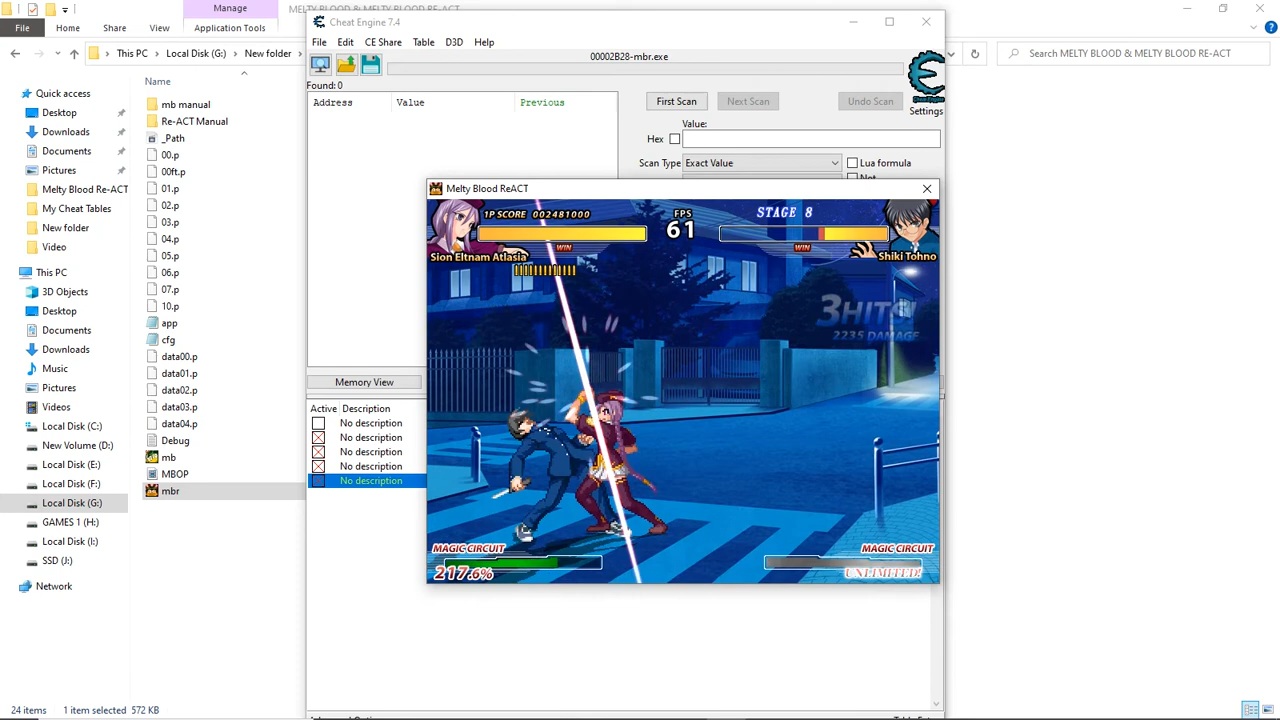 Manage
MELTY BLOOD & MELTY BLOOD RE-ACT
File
Home
Share
View
Application Tools
This PC
Local Disk (G:)
New folder
Search MELTY BLOOD & MELTY BLOOD RE-ACT
Quick access
Desktop
Downloads
Documents
Pictures
Melty Blood Re-ACT
My Cheat Tables
New folder
Video
This PC
3D Objects
Desktop
Documents
Downloads
Music
Pictures
Videos
Local Disk (C:)
New Volume (D:)
Local Disk (E:)
Local Disk (F:)
Local Disk (G:)
GAMES 1 (H:)
Local Disk (I:)
SSD (J:)
Network
24 items
1 item selected 572 KB
Name
mb manual
Re-ACT Manual
_Path
00.p
00ft.p
01.p
02.p
03.p
04.p
05.p
06.p
07.p
10.p
app
cfg
data00.p
data01.p
data02.p
data03.p
data04.p
Debug
mb
MBOP
mbr
Cheat Engine 7.4
File Edit CE Share Table D3D Help
00002B28-mbr.exe
Found: 0
Address Value Previous
First Scan
Next Scan
Undo Scan
Settings
Value:
Hex
Scan Type
Exact Value
Lua formula
Not
Memory View
Active Description
No description
No description
No description
No description
No description
Melty Blood ReACT
1P SCORE 002481000
FPS
61
STAGE 8
WIN
WIN
Sion Eltnam Atlasia
Shiki Tohno
3HITS!
2235 DAMAGE
MAGIC CIRCUIT
217.6%
MAGIC CIRCUIT
UNLIMITED!